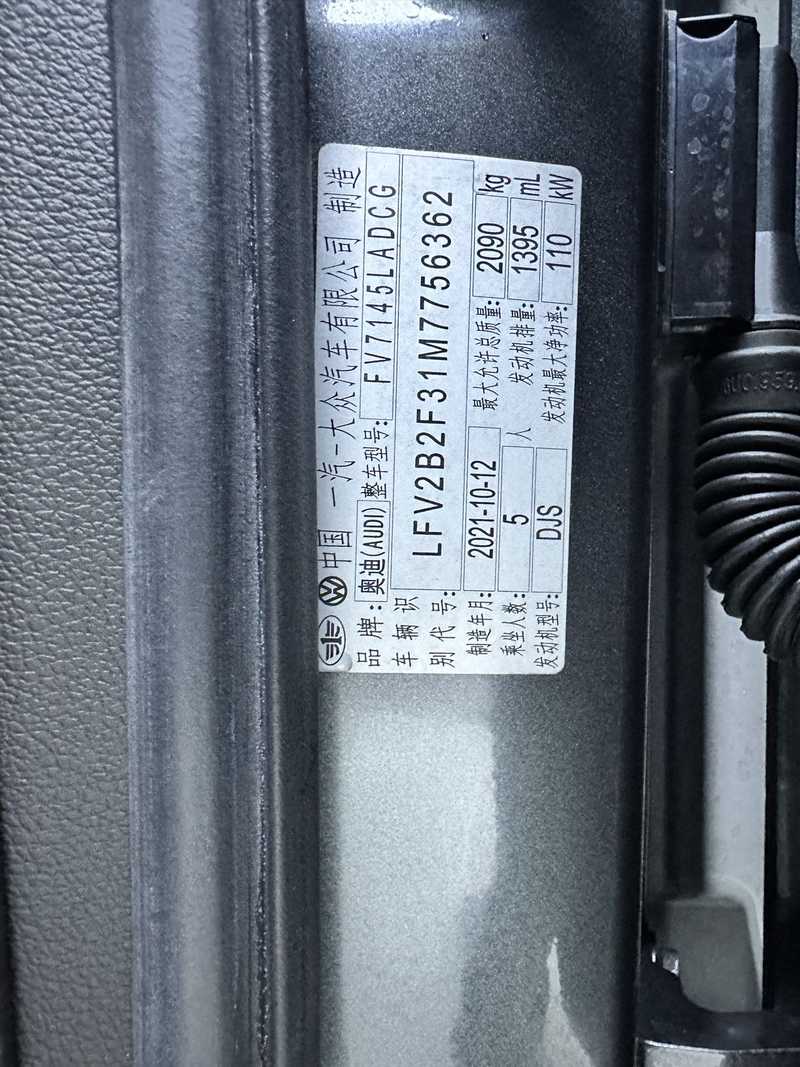 中国 一汽-大众汽车有限公司 制造
品牌: 奥迪(AUDI) 整车型号: FV7145LADCG
车辆识别代号: LFV2B2F31M7756362
制造年月: 2021-10-12 最大允许总质量: 2090 kg
乘坐人数: 5 人 发动机排量: 1395 mL
发动机型号: DJS 发动机最大净功率: 110 kW